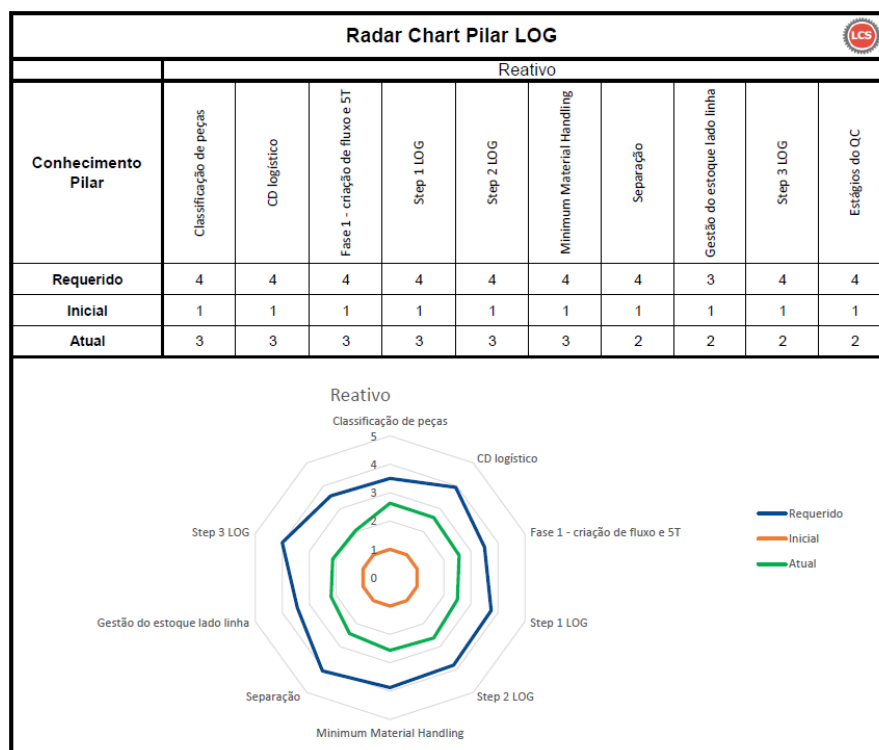 Radar Chart Pilar LOG
LCS
Reativo
Conhecimento
Pilar
Classificação de peças
CD logístico
Fase 1 - criação de fluxo e 5T
Step 1 LOG
Step 2 LOG
Minimum Material Handling
Separação
Gestão do estoque lado linha
Step 3 LOG
Estágios do QC
Requerido 4 4 4 4 4 4 4 3 4 4
Inicial 1 1 1 1 1 1 1 1 1 1
Atual 3 3 3 3 3 3 2 2 2 2
Reativo
Classificação de peças
5
CD logístico
4
3
Step 3 LOG
2
Fase 1 - criação de fluxo e 5T
1
0
Gestão do estoque lado linha
Step 1 LOG
Separação
Step 2 LOG
Minimum Material Handling
Requerido
Inicial
Atual